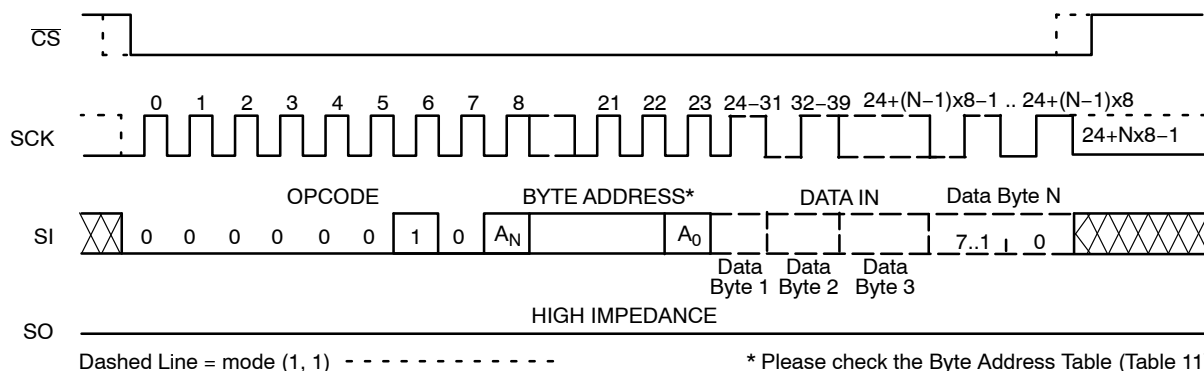 CS
0 1 2 3 4 5 6 7 8 21 22 23 24–31 32–39 24+(N–1)x8–1 .. 24+(N–1)x8
SCK 24+Nx8–1
OPCODE BYTE ADDRESS* DATA IN Data Byte N
SI 0 0 0 0 0 0 1 0 AN A0 7..1 0
Data Byte 1 Data Byte 2 Data Byte 3
HIGH IMPEDANCE
SO
Dashed Line = mode (1, 1) * Please check the Byte Address Table (Table 11